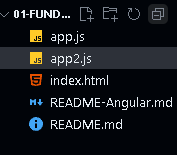 01-FUND...
JS app.js
JS app2.js
index.html
README-Angular.md
README.md